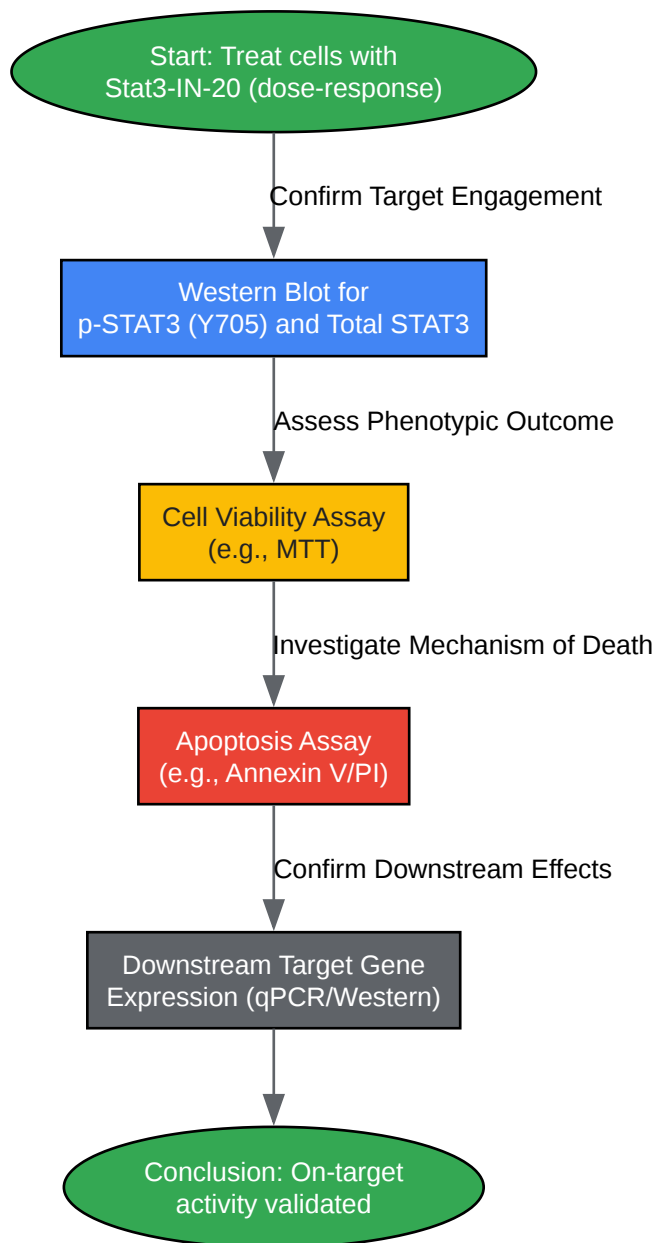 Start: Treat cells with
Stat3-IN-20 (dose-response)
Confirm Target Engagement
Western Blot for
p-STAT3 (Y705) and Total STAT3
Assess Phenotypic Outcome
Cell Viability Assay
(e.g., MTT)
Investigate Mechanism of Death
Apoptosis Assay
(e.g., Annexin V/PI)
Confirm Downstream Effects
Downstream Target Gene
Expression (qPCR/Western)
Conclusion: On-target
activity validated